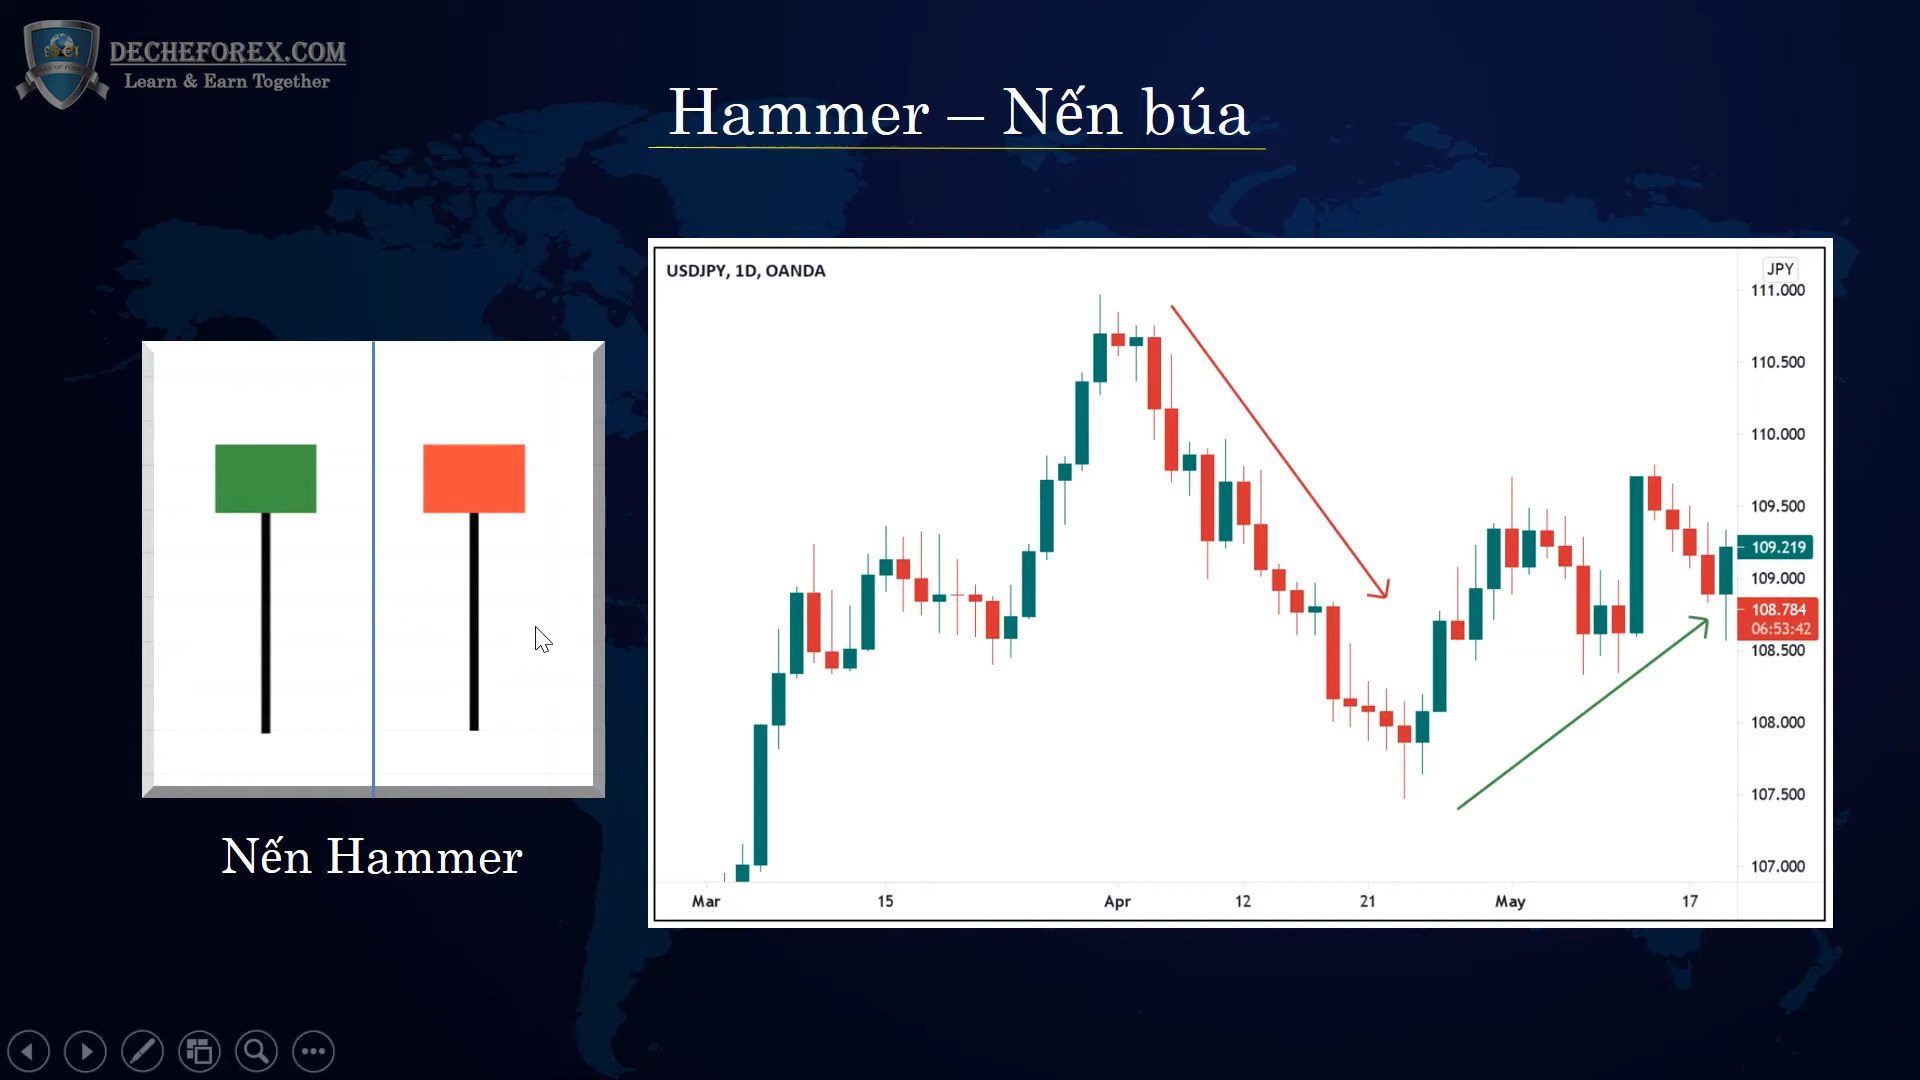 DECHEFOREX.COM
Learn & Earn Together
Hammer – Nến búa
USDJPY, 1D, OANDA
JPY
111.000
110.500
110.000
109.500
109.219
109.000
108.784
06:53:42
108.500
108.000
107.500
107.000
Mar 15 Apr 12 21 May 17
Nến Hammer